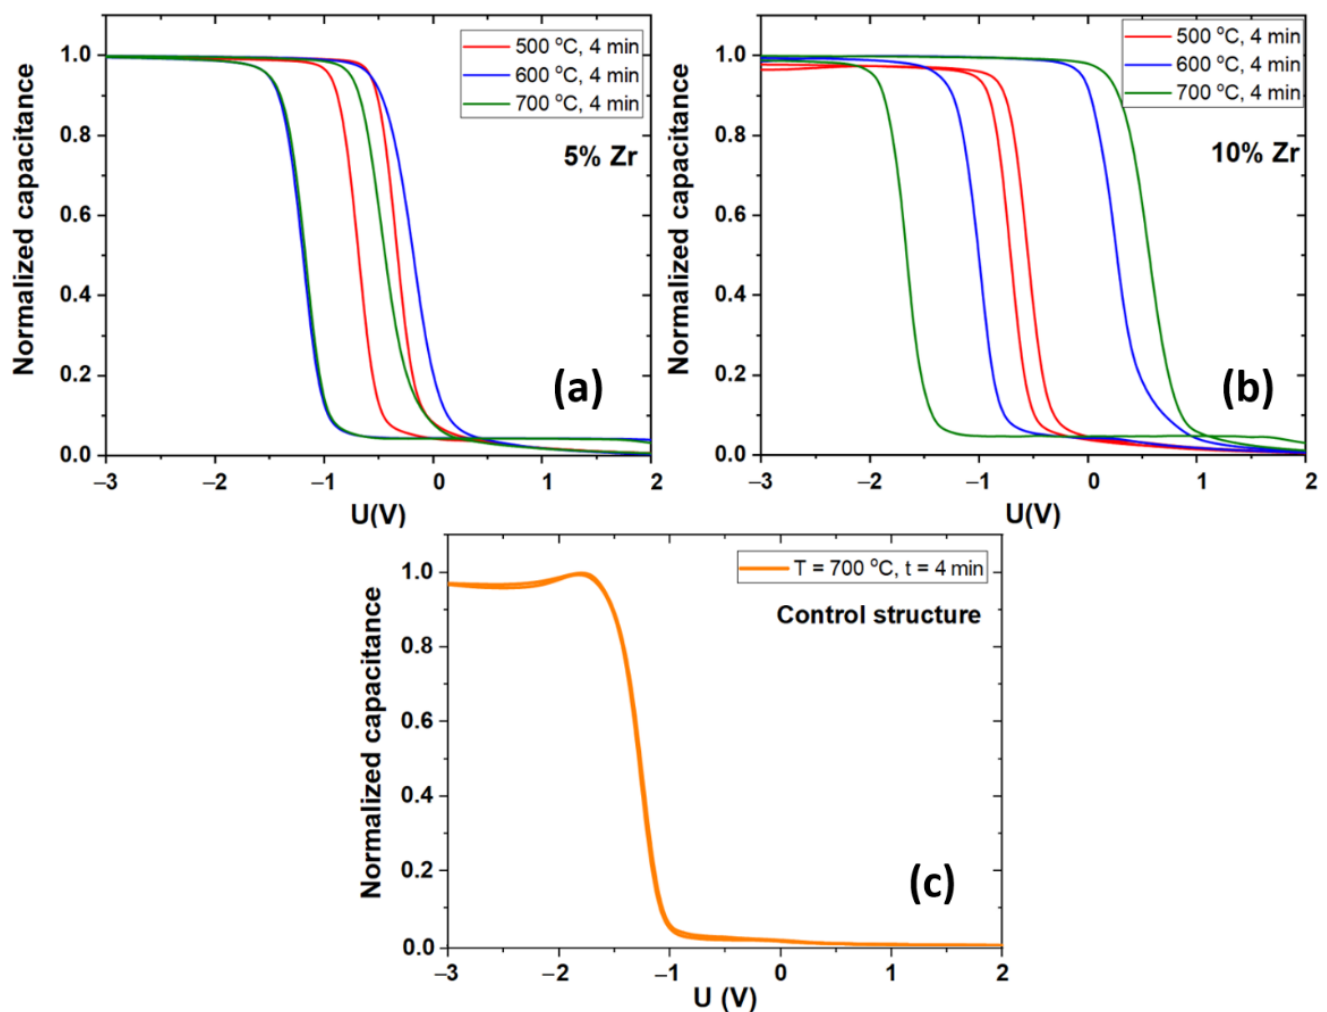 Normalized capacitance
1.0
0.8
0.6
0.4
0.2
0.0
500 °C, 4 min
600 °C, 4 min
700 °C, 4 min
5% Zr
(a)
−3 −2 −1 0 1 2
U(V)
Normalized capacitance
1.0
0.8
0.6
0.4
0.2
0.0
500 °C, 4 min
600 °C, 4 min
700 °C, 4 min
10% Zr
(b)
−3 −2 −1 0 1 2
U(V)
Normalized capacitance
1.0
0.8
0.6
0.4
0.2
0.0
T = 700 °C, t = 4 min
Control structure
(c)
−3 −2 −1 0 1 2
U (V)